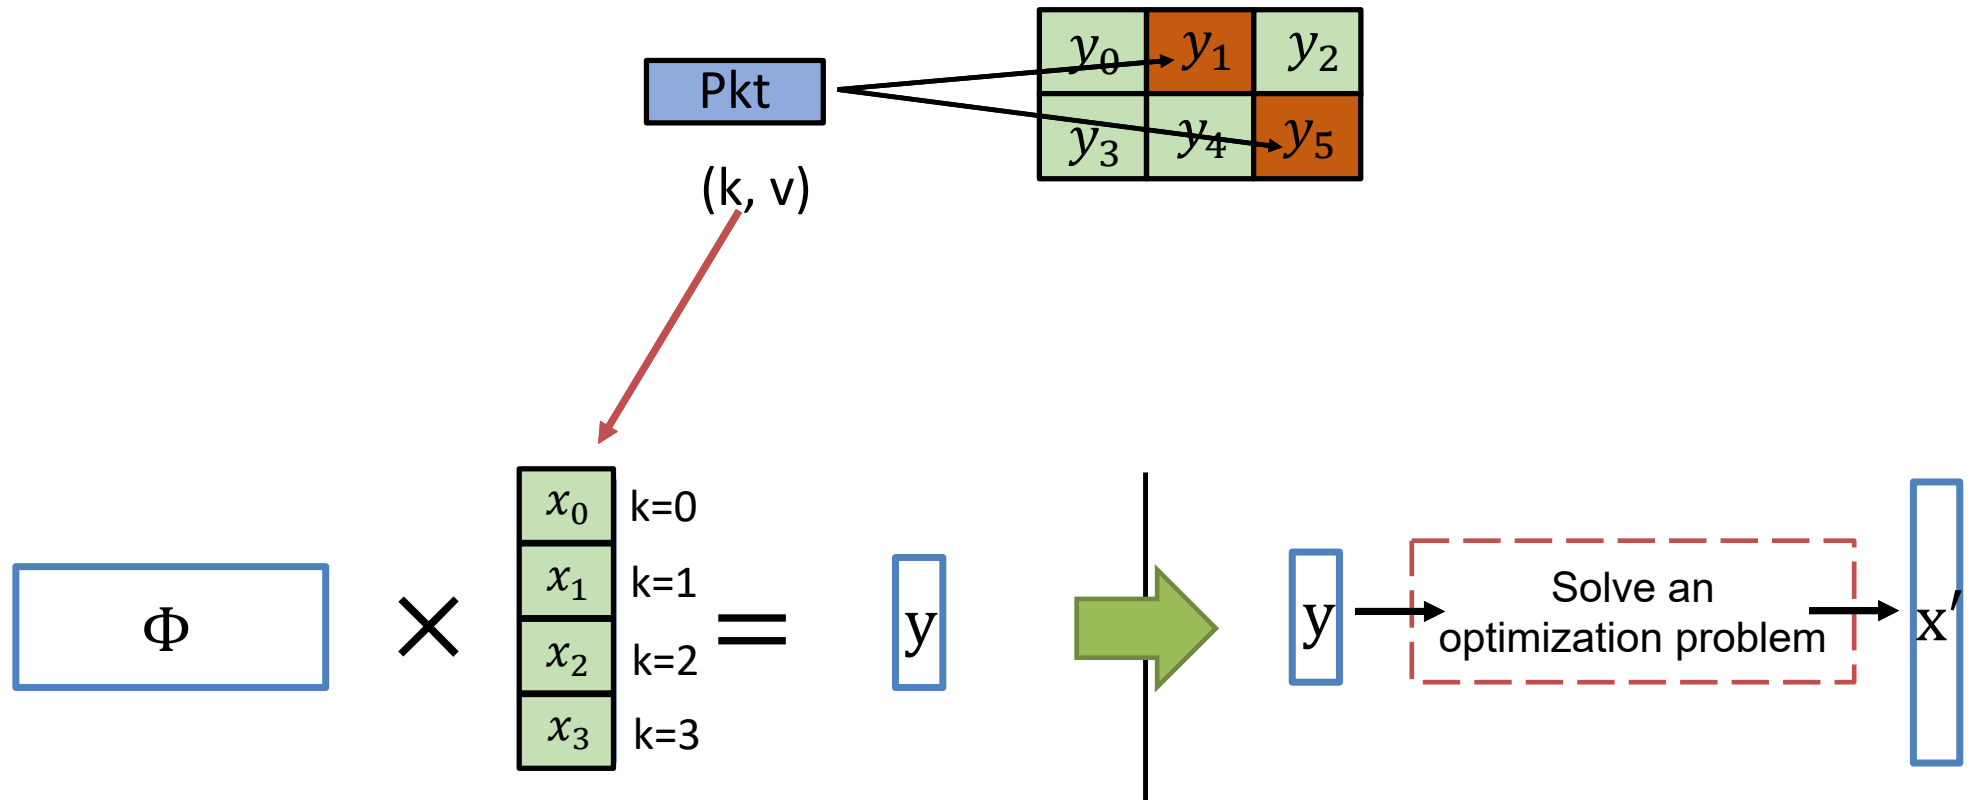 Pkt
(k, v)
y₀ y₁ y₂
y₃ y₄ y₅
Φ × = y
x₀ k=0
x₁ k=1
x₂ k=2
x₃ k=3
y
Solve an
optimization problem
x′